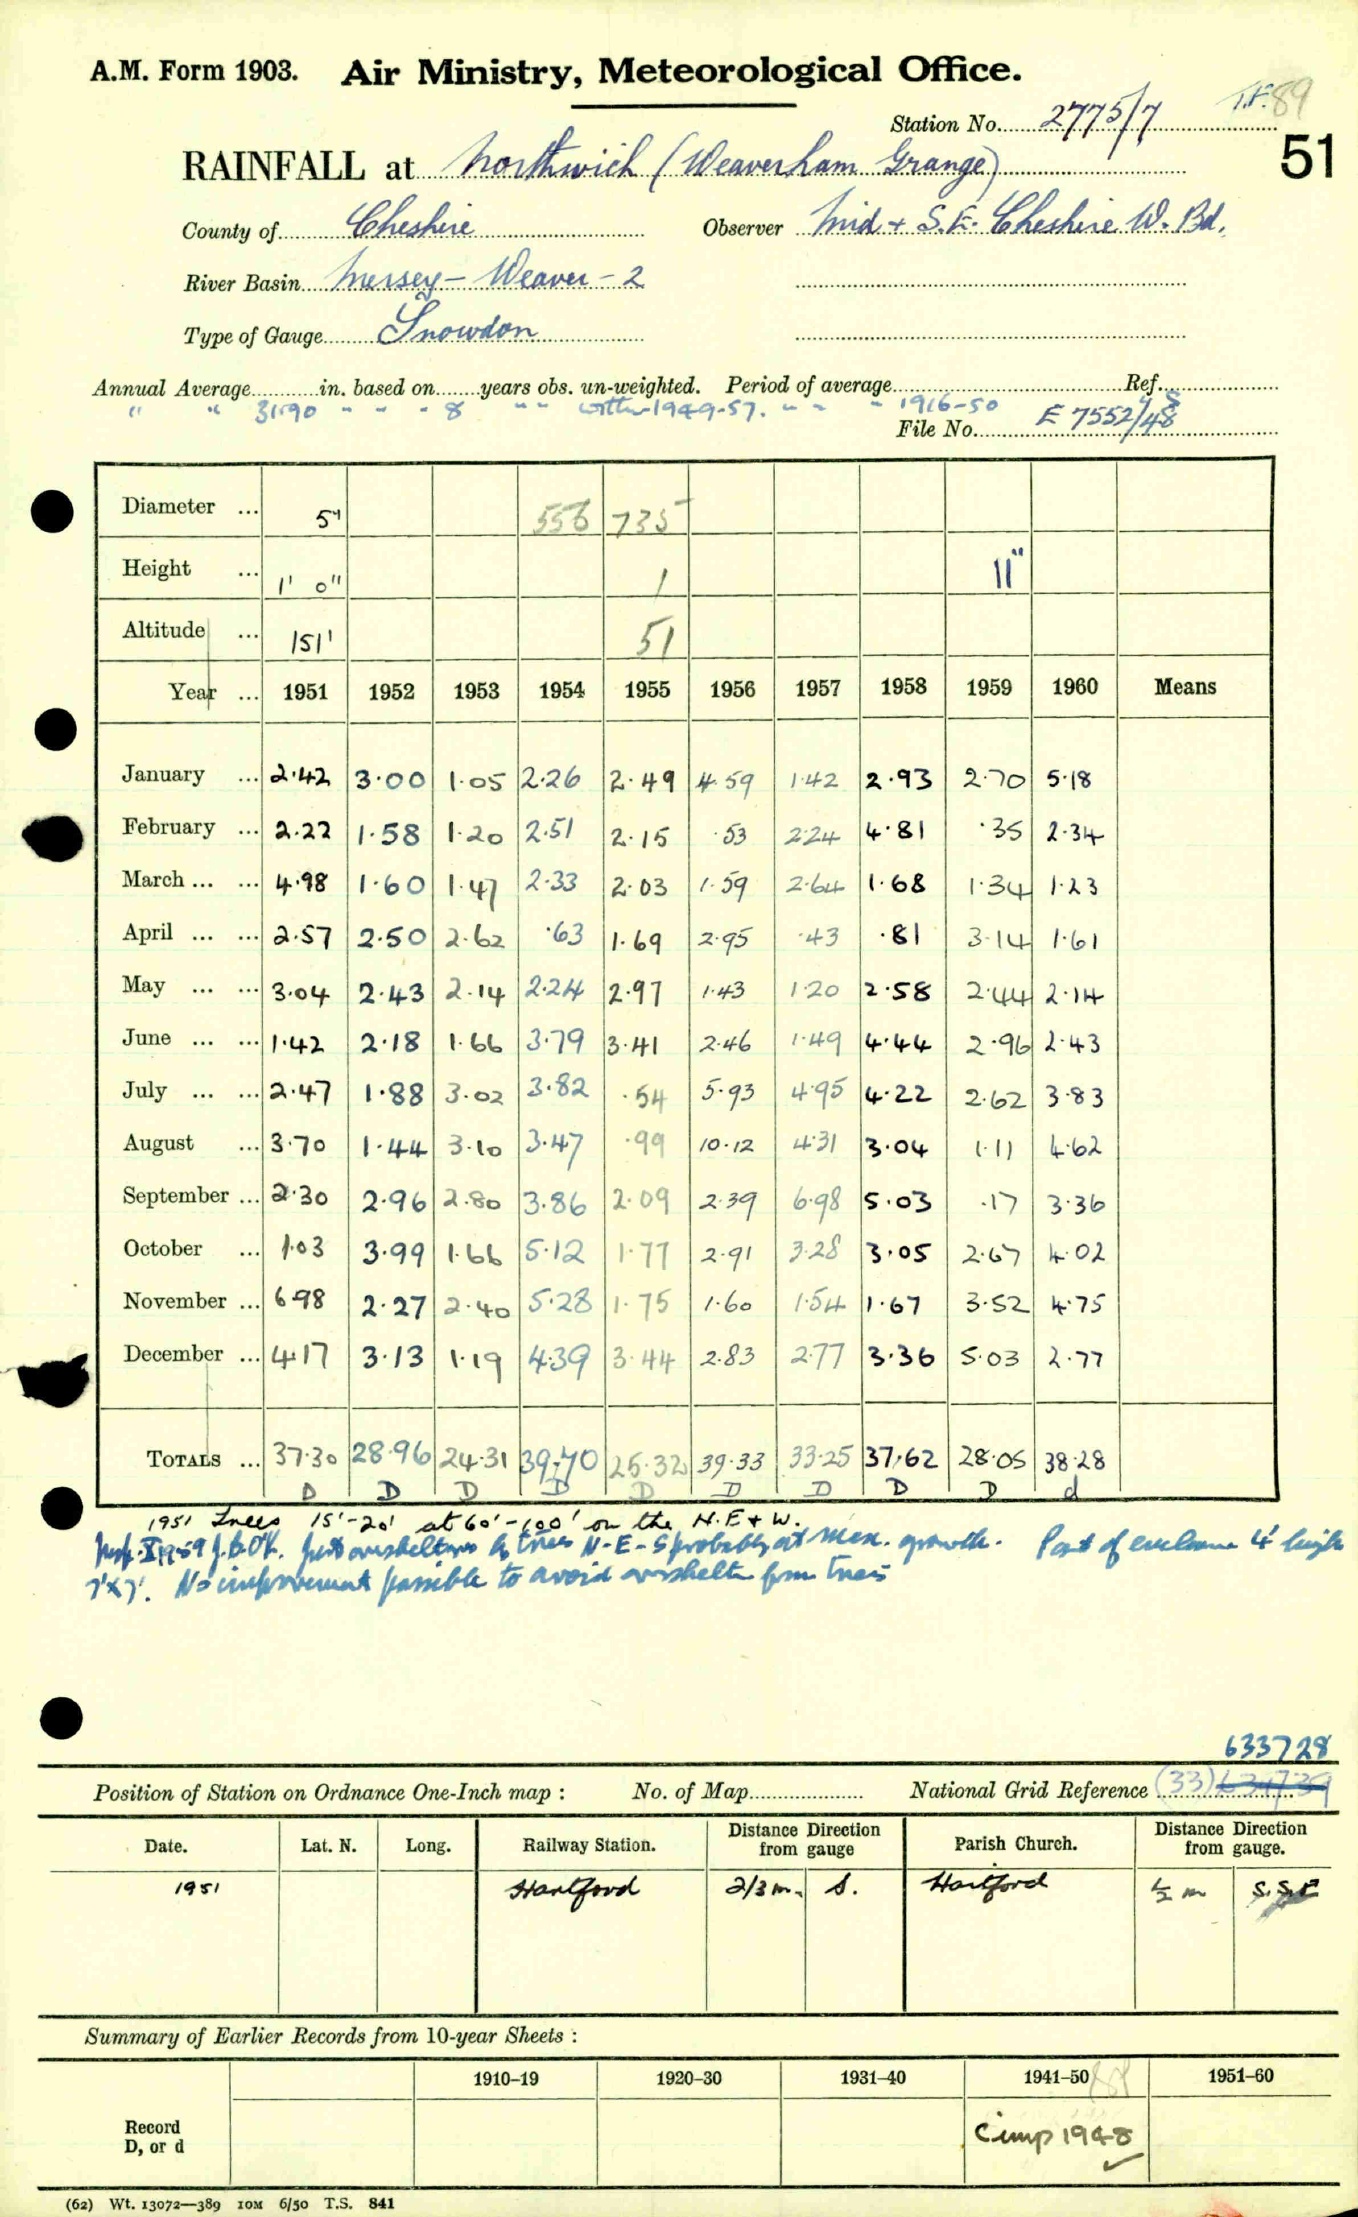 A.M. Form 1903. Air Ministry, Meteorological Office.
T.F. 89
Station No. 2775/7
51
RAINFALL at Northwich (Weaverham Grange)
County of Cheshire Observer Mid + S.E. Cheshire W. Bd.
River Basin Mersey - Weaver - 2
Type of Gauge Snowdon
Annual Average in. based on years obs. un-weighted. Period of average Ref.
" " 31.90 " " " 8 " " 1949-57. " " " 1916-50
File No. E 7552/48
Diameter ... 5" 556 735
Height ... 1' 0" 1 11"
Altitude ... 151' 51
Year ... 1951 1952 1953 1954 1955 1956 1957 1958 1959 1960 Means
January ... 2.42 3.00 1.05 2.26 2.49 4.59 1.42 2.93 2.70 5.18
February ... 2.22 1.58 1.20 2.51 2.15 .53 2.24 4.81 .35 2.34
March ... ... 4.98 1.60 1.47 2.33 2.03 1.59 2.64 1.68 1.34 1.23
April ... ... 2.57 2.50 2.62 .63 1.69 2.95 .43 .81 3.14 1.61
May ... ... 3.04 2.43 2.14 2.24 2.97 1.43 1.20 2.58 2.44 2.14
June ... ... 1.42 2.18 1.66 3.79 3.41 2.46 1.49 4.44 2.96 2.43
July ... ... 2.47 1.88 3.02 3.82 .54 5.93 4.95 4.22 2.62 3.83
August ... 3.70 1.44 3.10 3.47 .99 10.12 4.31 3.04 1.11 4.62
September ... 2.30 2.96 2.80 3.86 2.09 2.39 6.98 5.03 .17 3.36
October ... 1.03 3.99 1.66 5.12 1.77 2.91 3.28 3.05 2.67 4.02
November ... 6.98 2.27 2.40 5.28 1.75 1.60 1.54 1.67 3.52 4.75
December ... 4.17 3.13 1.19 4.39 3.44 2.83 2.77 3.36 5.03 2.77
TOTALS ... 37.30 28.96 24.31 39.70 25.32 39.33 33.25 37.62 28.05 38.28
D D D D D D D D D d
1951 Trees 15'-20' at 60'-100' on the N.E + W.
Insp. X 1959 overshelter by trees N-E-S probably at max. growth. Part of enclosure 4' high
7'x7'. No improvement possible to avoid overshelter from trees
633728
Position of Station on Ordnance One-Inch map : No. of Map National Grid Reference (33)
Date. Lat. N. Long. Railway Station. Distance from Direction gauge Parish Church. Distance from Direction gauge.
1951 Hartford 2/3 m. S. Hartford 1/2 m S.S.E
Summary of Earlier Records from 10-year Sheets :
1910–19 1920–30 1931–40 1941–50 1951–60
Record
D, or d
Cimp 1948
(62) Wt. 13072—389 10M 6/50 T.S. 841